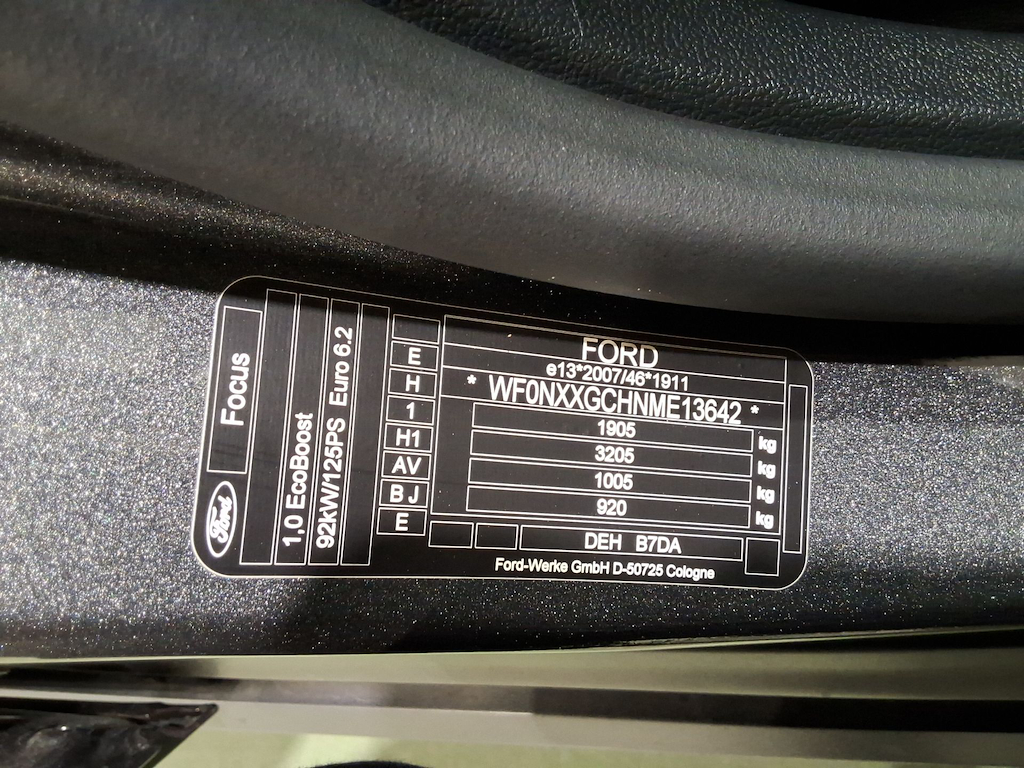 Ford
Focus
1,0 EcoBoost
92kW/125PS Euro 6.2
E
H
1
H1
AV
B J
E
FORD
e13*2007/46*1911
* WF0NXXGCHNME13642 *
1905 kg
3205 kg
1005 kg
920 kg
DEH B7DA
Ford-Werke GmbH D-50725 Cologne